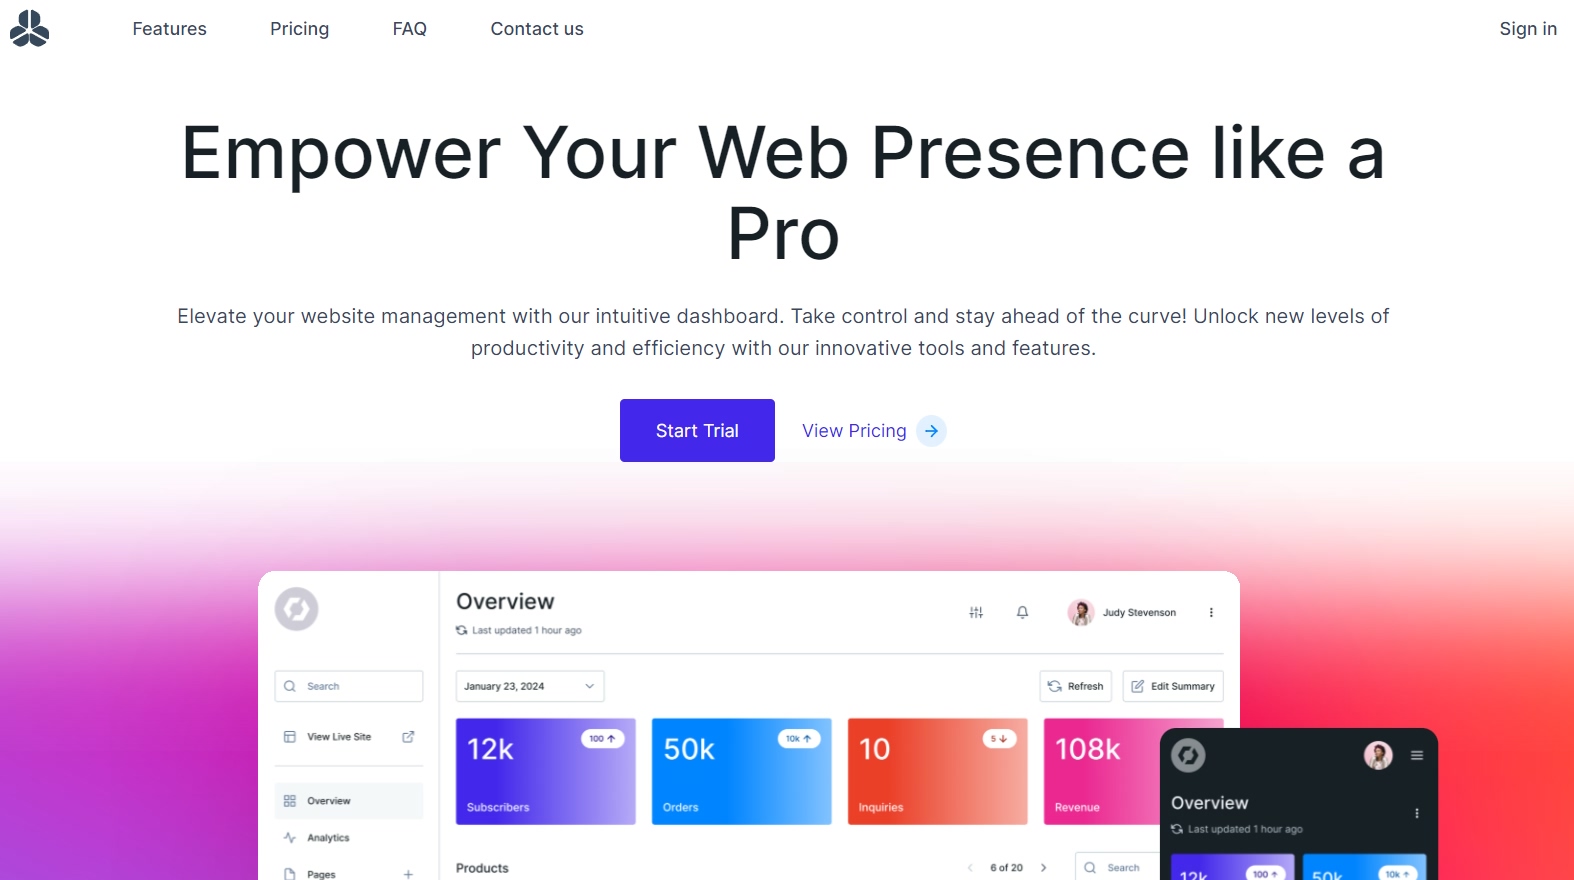 Features Pricing FAQ Contact us Sign in
Empower Your Web Presence like a
Pro
Elevate your website management with our intuitive dashboard. Take control and stay ahead of the curve! Unlock new levels of
productivity and efficiency with our innovative tools and features.
Start Trial View Pricing
Overview
Last updated 1 hour ago
Judy Stevenson
Search
View Live Site
Overview
Analytics
Pages
January 23, 2024
Refresh
Edit Summary
12k
100
Subscribers
50k
10k
Orders
10
5
Inquiries
108k
Revenue
Products
6 of 20
Search
Overview
Last updated 1 hour ago
12k
100
50k
10k